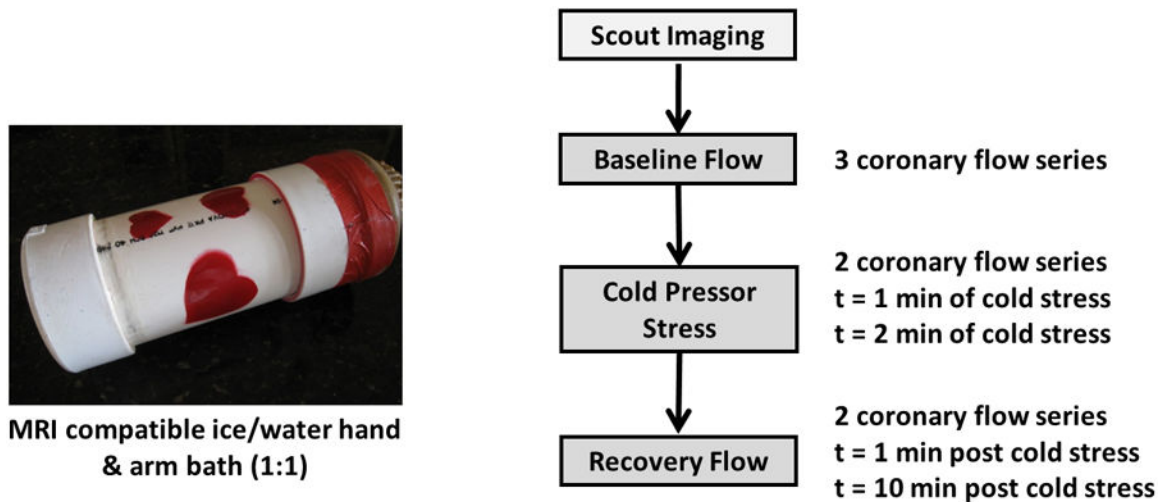 Scout Imaging
Baseline Flow
3 coronary flow series
Cold Pressor
Stress
2 coronary flow series
t = 1 min of cold stress
t = 2 min of cold stress
Recovery Flow
2 coronary flow series
t = 1 min post cold stress
t = 10 min post cold stress
MRI compatible ice/water hand
& arm bath (1:1)